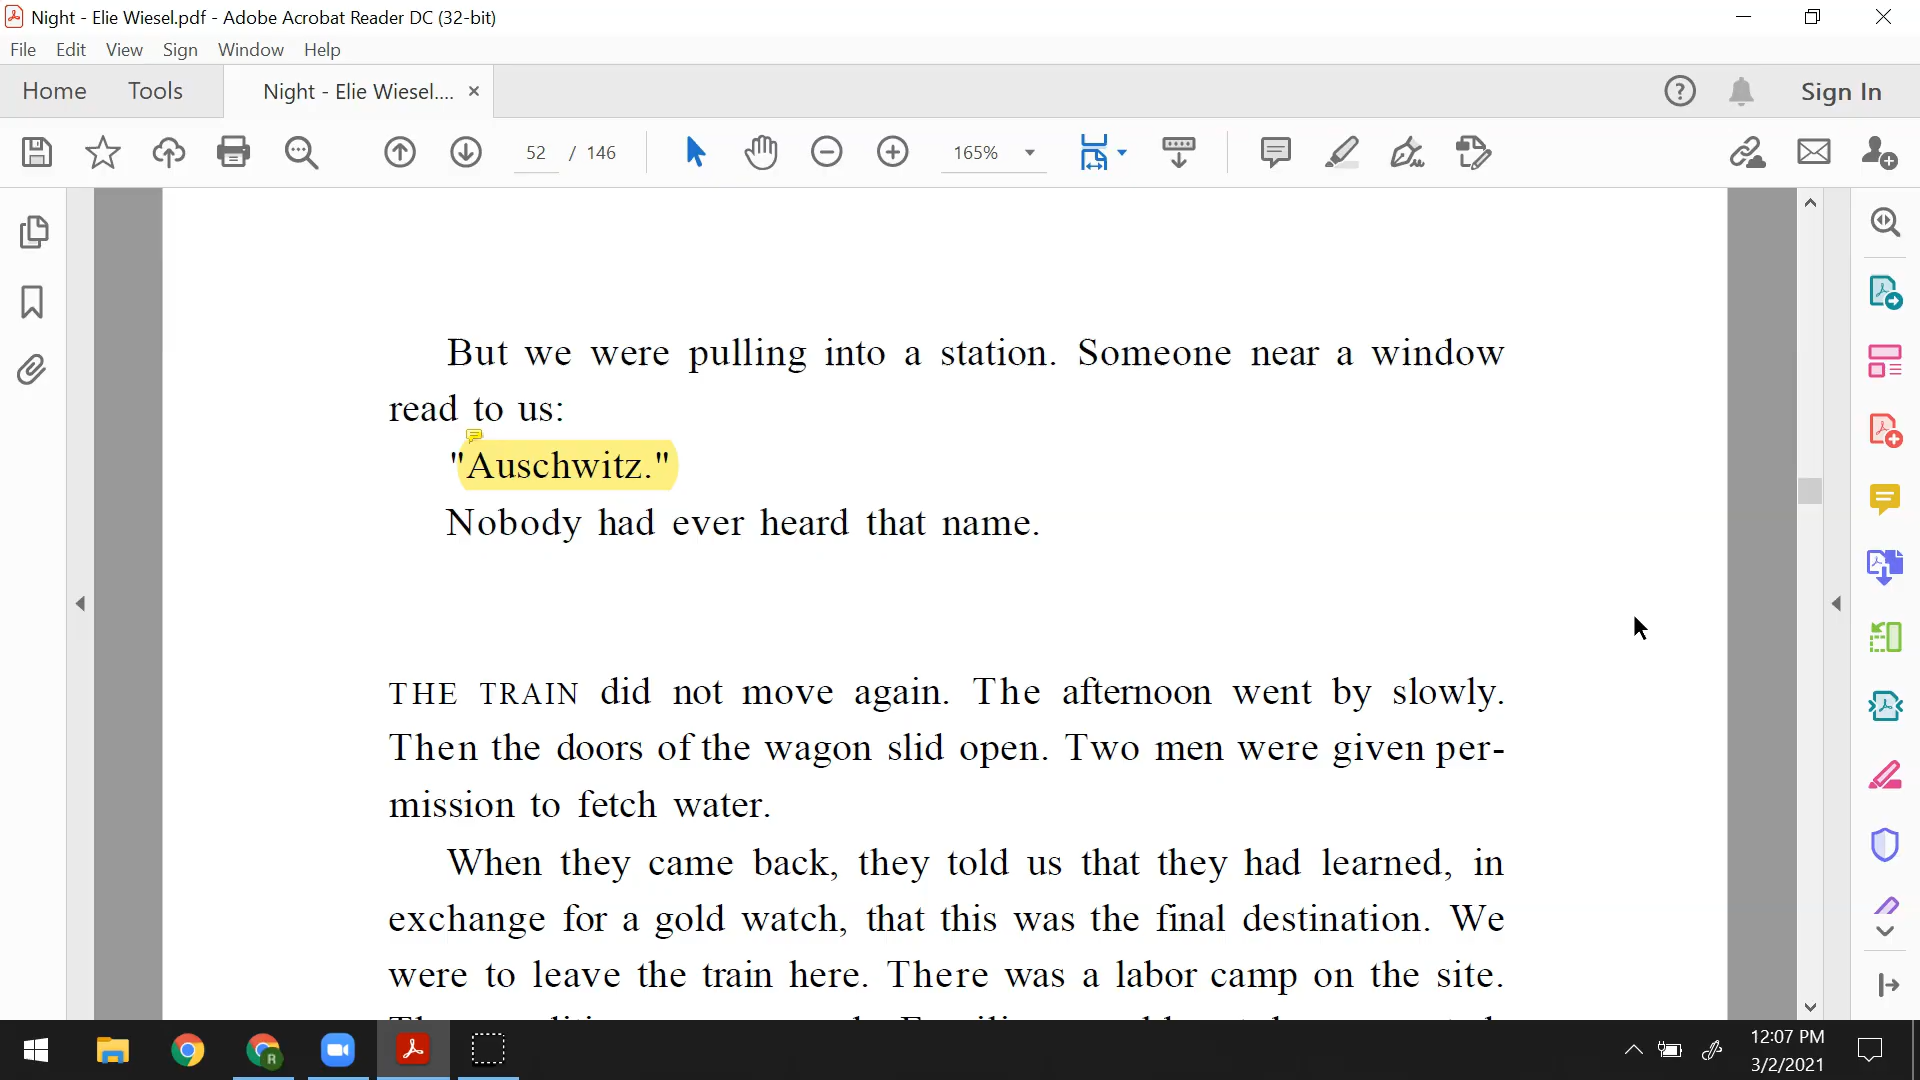 Night - Elie Wiesel.pdf - Adobe Acrobat Reader DC (32-bit)
File Edit View Sign Window Help
Home Tools Night - Elie Wiesel.... × Sign In
52 / 146 165%
But we were pulling into a station. Someone near a window
read to us:
"Auschwitz."
Nobody had ever heard that name.
THE TRAIN did not move again. The afternoon went by slowly.
Then the doors of the wagon slid open. Two men were given per-
mission to fetch water.
When they came back, they told us that they had learned, in
exchange for a gold watch, that this was the final destination. We
were to leave the train here. There was a labor camp on the site.
12:07 PM
3/2/2021